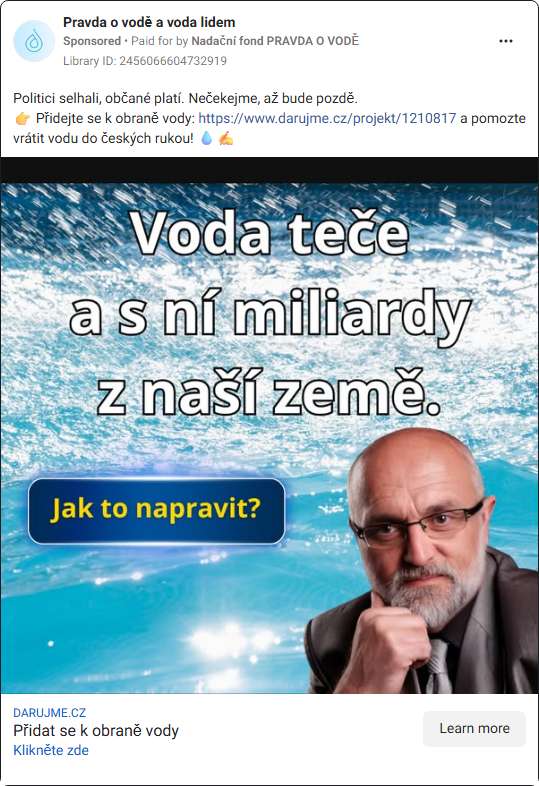 Pravda o vodě a voda lidem
Sponsored • Paid for by Nadační fond PRAVDA O VODĚ
Library ID: 2456066604732919
Politici selhali, občané platí. Nečekejme, až bude pozdě.
👉 Přidejte se k obraně vody: https://www.darujme.cz/projekt/1210817 a pomozte
vrátit vodu do českých rukou! 💧 ✍️
Voda teče
a s ní miliardy
z naší země.
Jak to napravit?
DARUJME.CZ
Přidat se k obraně vody
Klikněte zde
Learn more